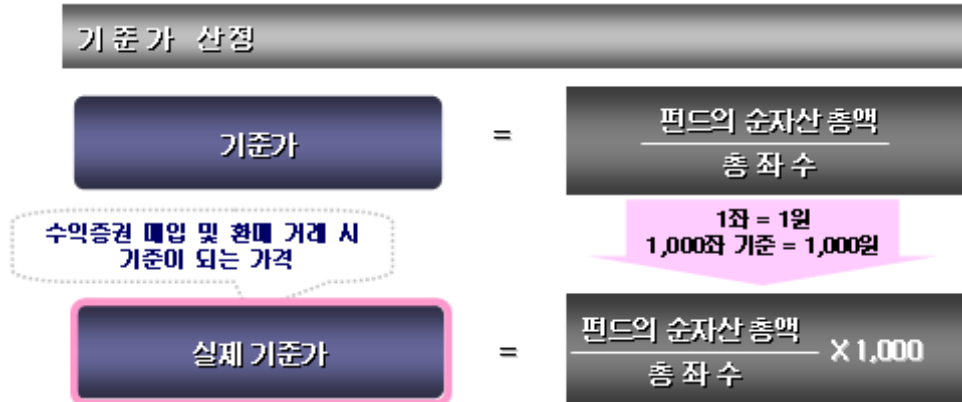 기준가 산정
기준가
=
펀드의 순자산 총액
총 좌 수
수익증권 매입 및 환매 거래 시
기준이 되는 가격
1좌 = 1원
1,000좌 기준 = 1,000원
실제 기준가
=
펀드의 순자산 총액
총 좌 수
X 1,000